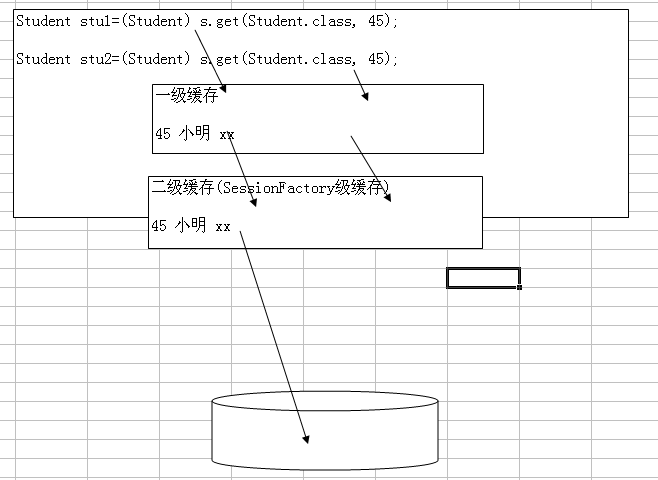 Student stu1=(Student) s.get(Student.class, 45);
Student stu2=(Student) s.get(Student.class, 45);
一级缓存
45 小明 xx
二级缓存(SessionFactory级缓存)
45 小明 xx